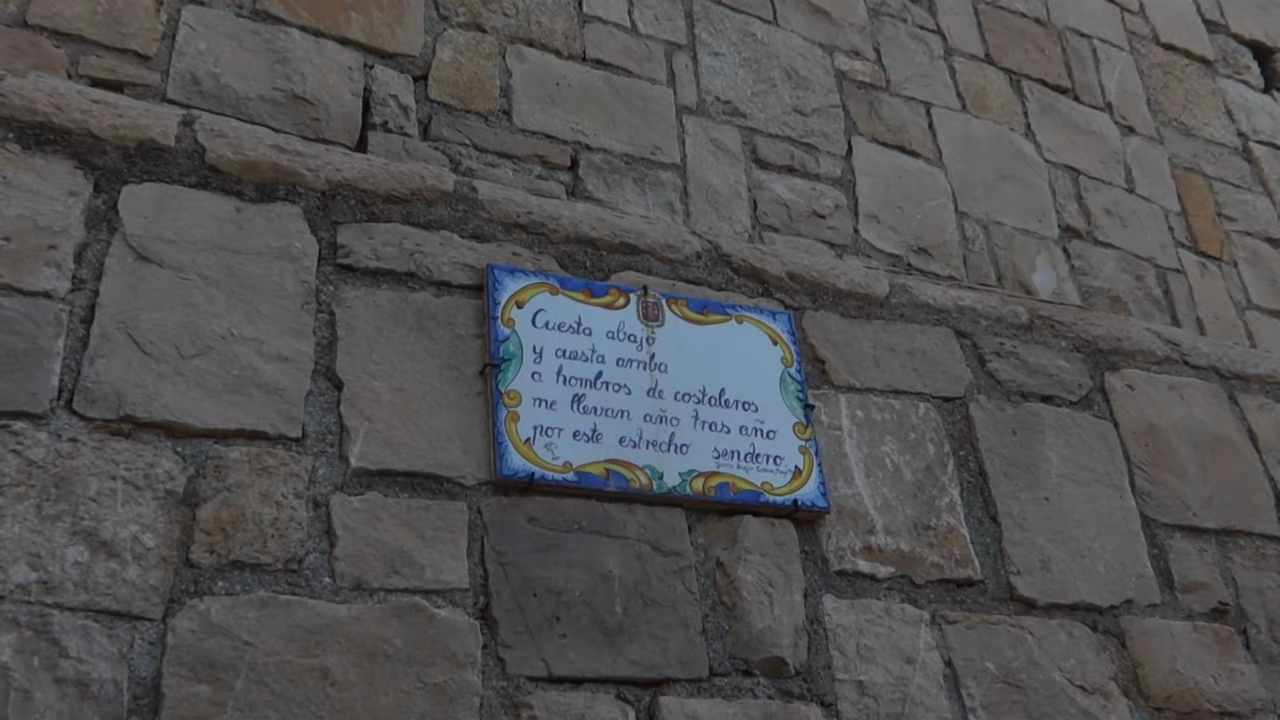 Cuesta abajo
y cuesta arriba
a hombros de costaleros
me llevan año tras año
por este estrecho sendero